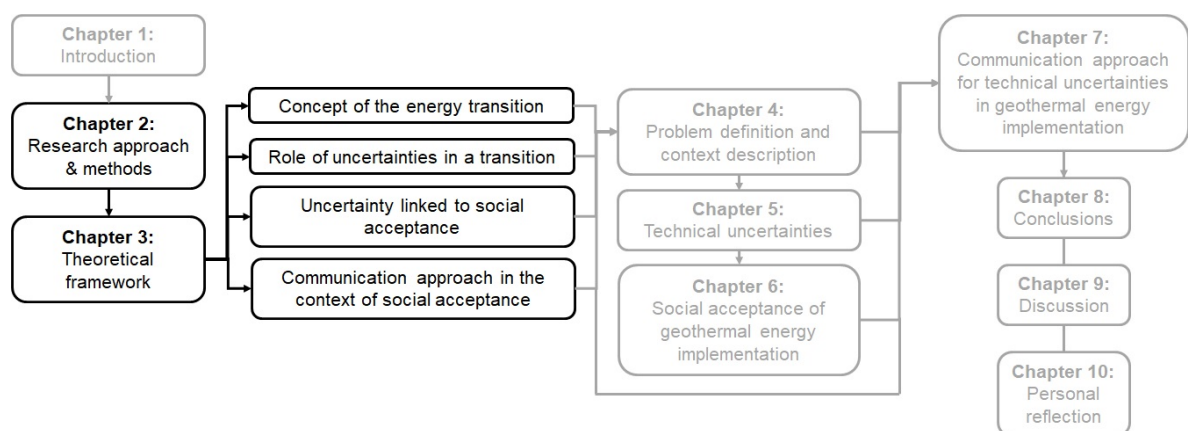 Chapter 1:
Introduction
Chapter 2:
Research approach
& methods
Chapter 3:
Theoretical
framework
Concept of the energy transition
Role of uncertainties in a transition
Uncertainty linked to social
acceptance
Communication approach in the
context of social acceptance
Chapter 4:
Problem definition and
context description
Chapter 5:
Technical uncertainties
Chapter 6:
Social acceptance of
geothermal energy
implementation
Chapter 7:
Communication approach
for technical uncertainties
in geothermal energy
implementation
Chapter 8:
Conclusions
Chapter 9:
Discussion
Chapter 10:
Personal
reflection